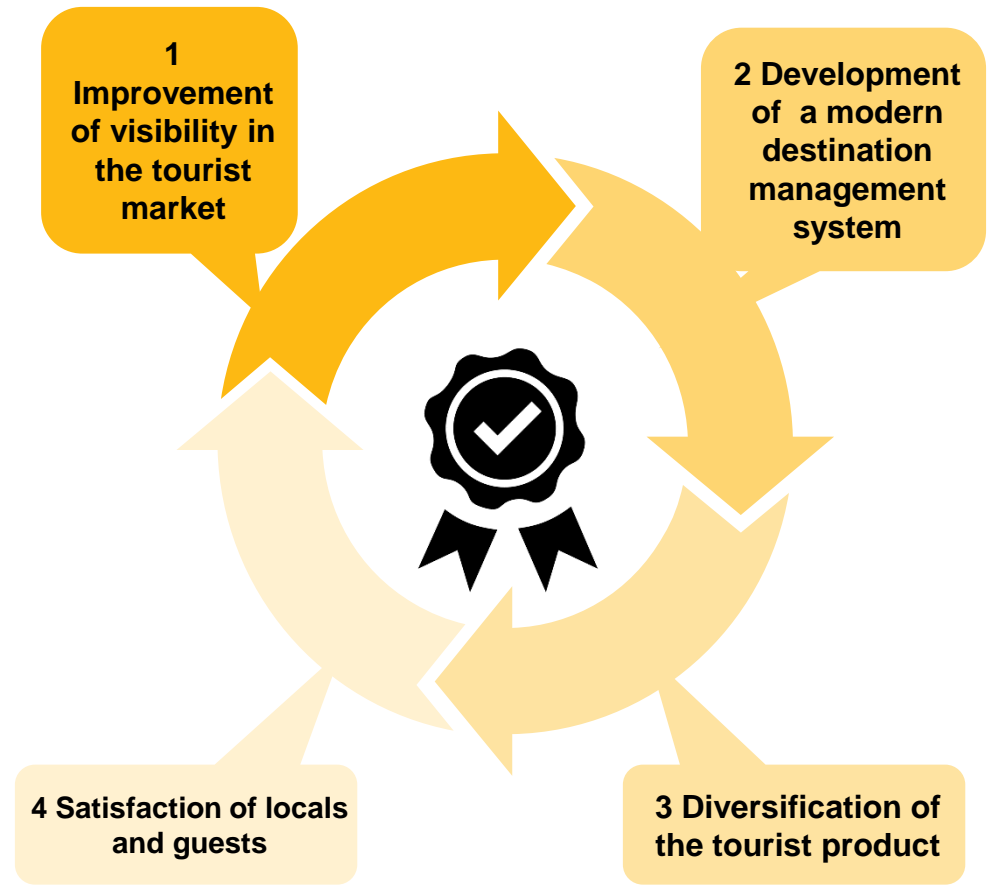 1
Improvement
of visibility in
the tourist
market
2 Development
of a modern
destination
management
system
3 Diversification of
the tourist product
4 Satisfaction of locals
and guests